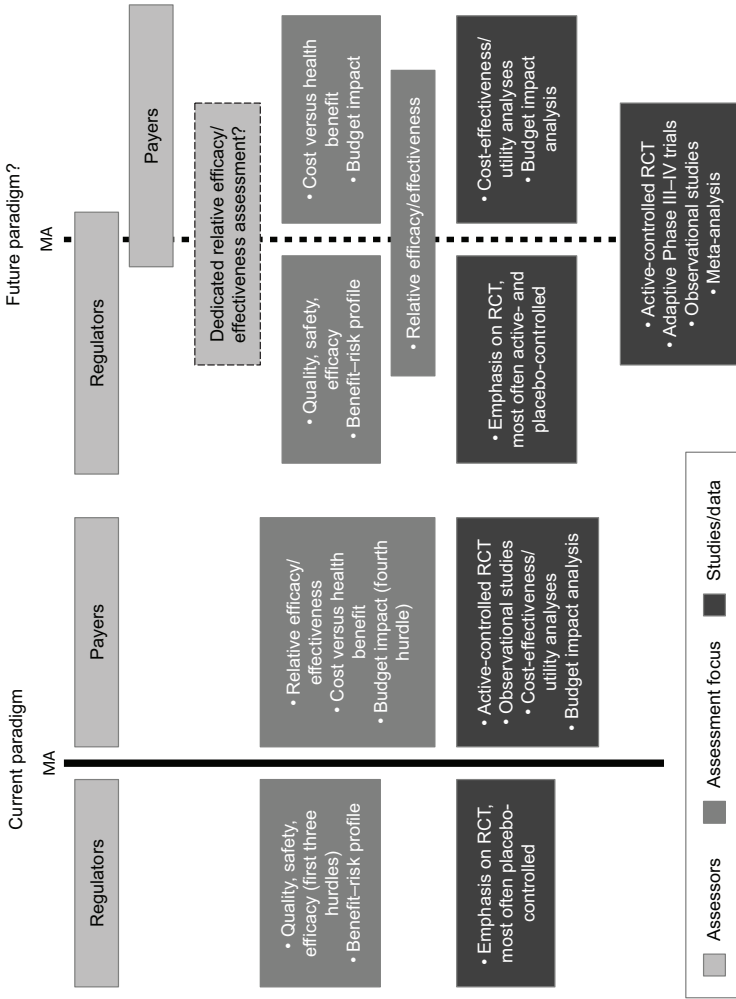 Current paradigm
MA
Regulators
Payers
• Quality, safety,
efficacy (first three
hurdles)
• Benefit–risk profile
• Relative efficacy/
effectiveness
• Cost versus health
benefit
• Budget impact (fourth
hurdle)
• Emphasis on RCT,
most often placebo-
controlled
• Active-controlled RCT
• Observational studies
• Cost-effectiveness/
utility analyses
• Budget impact analysis
Future paradigm?
MA
Regulators
Payers
Dedicated relative efficacy/
effectiveness assessment?
• Quality, safety,
efficacy
• Benefit–risk profile
• Cost versus health
benefit
• Budget impact
• Relative efficacy/effectiveness
• Emphasis on RCT,
most often active- and
placebo-controlled
• Cost-effectiveness/
utility analyses
• Budget impact
analysis
• Active-controlled RCT
• Adaptive Phase III–IV trials
• Observational studies
• Meta-analysis
Assessors
Assessment focus
Studies/data